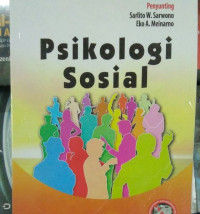 Penyunting
Sarlito W. Sarwono
Eko A. Meinarno
Psikologi
Sosial